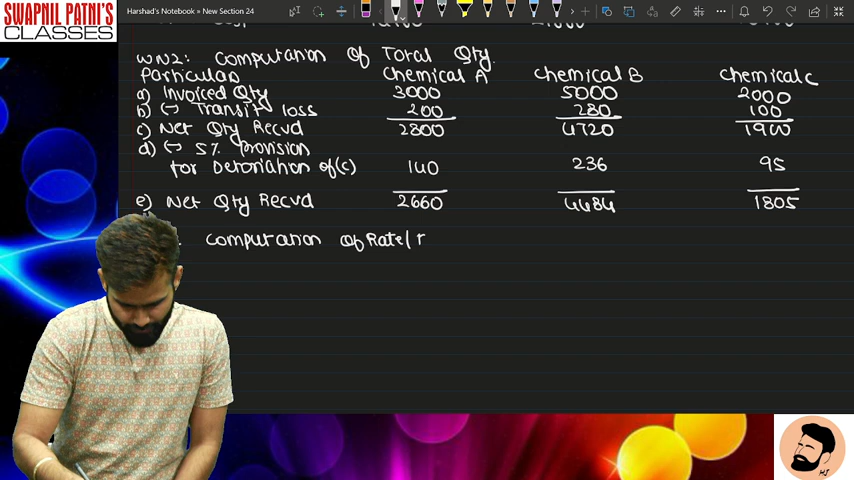 SWAPNIL PATNI'S
CLASSES
Harshad's Notebook » New Section 24
WN2: Computation of Total Qty.
Particulars Chemical A Chemical B Chemical C
a) Invoiced Qty 3000 5000 2000
b) (-) Transit loss 200 280 100
c) Net Qty Recvd 2800 4720 1900
d) (-) 5% Provision
for Deterioration of (c) 140 236 95
e) Net Qty Recvd 2660 4484 1805
Computation of Rate/